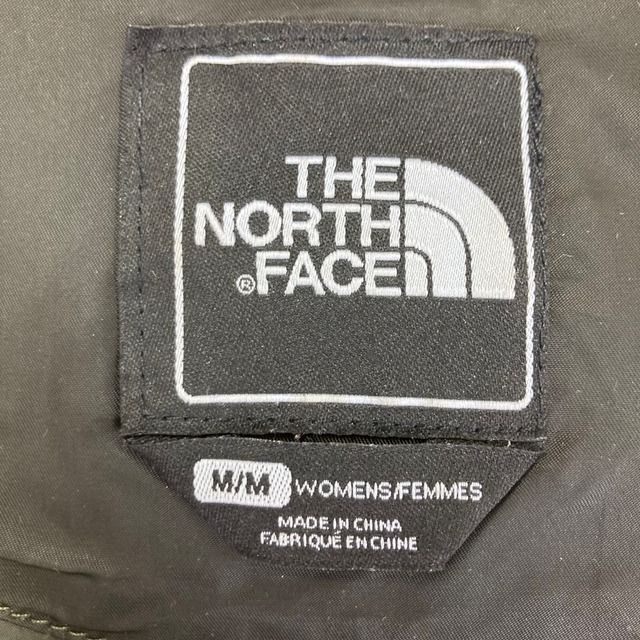 THE
NORTH
®FACE
M/M WOMENS/FEMMES
MADE IN CHINA
FABRIQUÉ EN CHINE